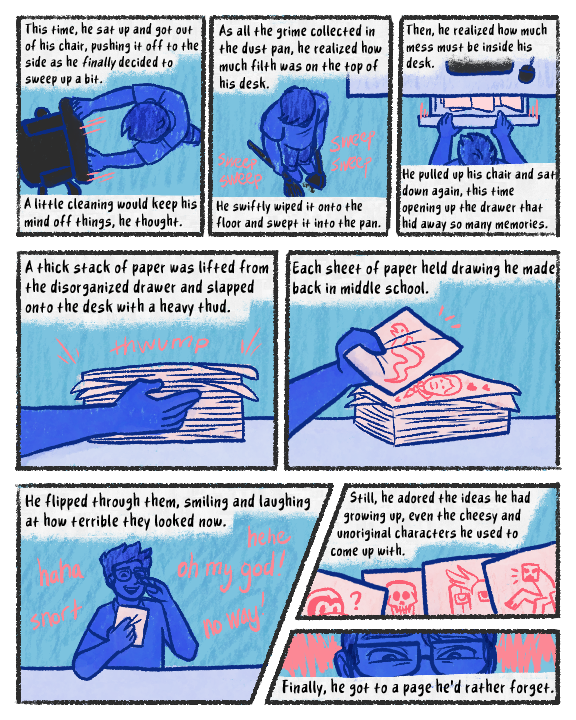 This time, he sat up and got out
of his chair, pushing it off to the
side as he finally decided to
sweep up a bit.
A little cleaning would keep his
mind off things, he thought.
As all the grime collected in
the dust pan, he realized how
much filth was on the top of
his desk.
sweep
sweep
sweep
sweep
He swiftly wiped it onto the
floor and swept it into the pan.
Then, he realized how much
mess must be inside his
desk.
He pulled up his chair and sat
down again, this time
opening up the drawer that
hid away so many memories.
A thick stack of paper was lifted from
the disorganized drawer and slapped
onto the desk with a heavy thud.
thwump
Each sheet of paper held drawing he made
back in middle school.
He flipped through them, smiling and laughing
at how terrible they looked now.
hehe
haha
oh my god!
snort
no way!
Still, he adored the ideas he had
growing up, even the cheesy and
unoriginal characters he used to
come up with.
?
Finally, he got to a page he'd rather forget.